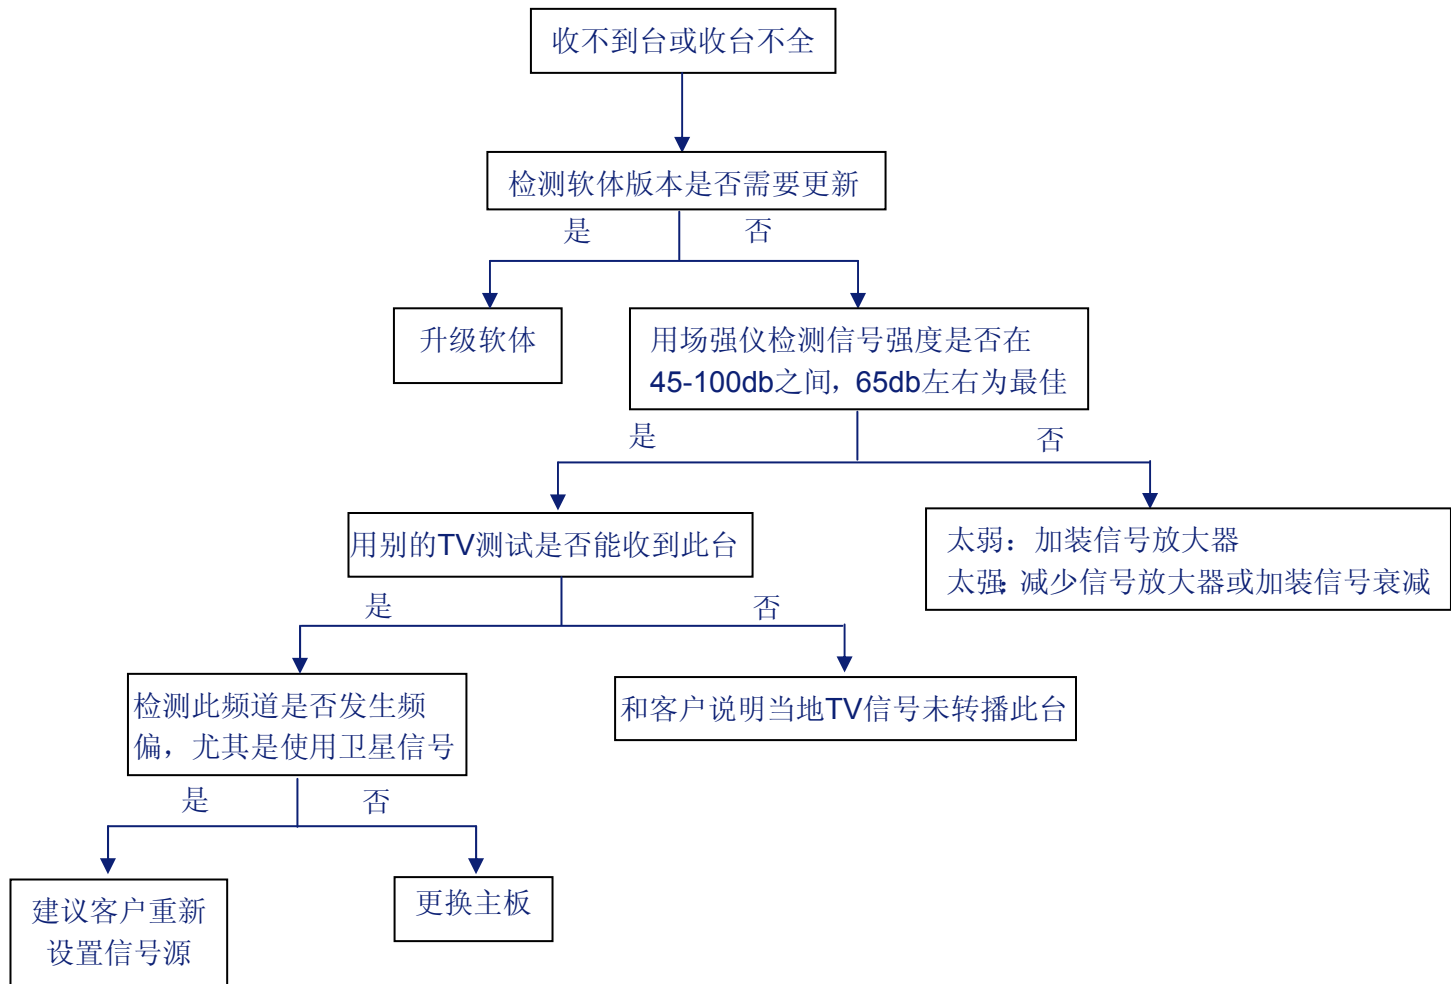 收不到台或收台不全
检测软体版本是否需要更新
是
否
升级软体
用场强仪检测信号强度是否在
45-100db之间，65db左右为最佳
是
否
用别的TV测试是否能收到此台
太弱：加装信号放大器
太强：减少信号放大器或加装信号衰减
是
否
检测此频道是否发生频
偏，尤其是使用卫星信号
和客户说明当地TV信号未转播此台
是
否
建议客户重新
设置信号源
更换主板